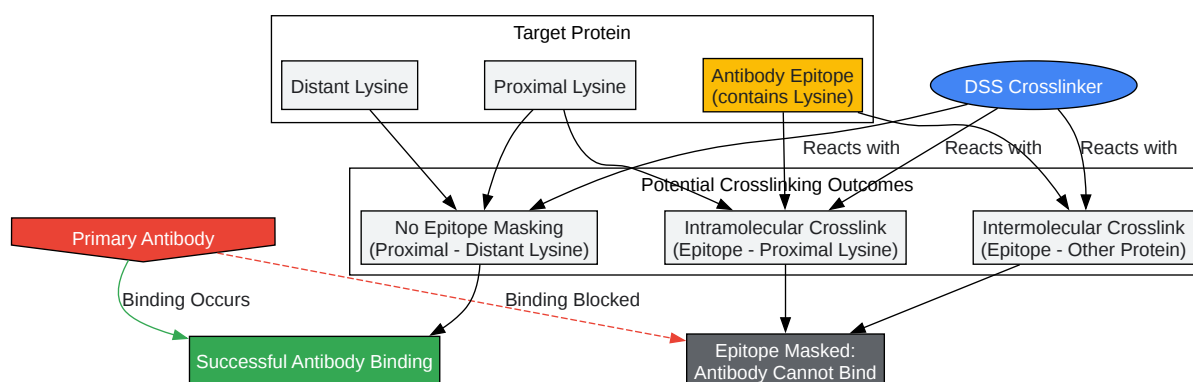 Target Protein
Distant Lysine
Proximal Lysine
Antibody Epitope
(contains Lysine)
DSS Crosslinker
Reacts with
Reacts with
Reacts with
Potential Crosslinking Outcomes
No Epitope Masking
(Proximal - Distant Lysine)
Intramolecular Crosslink
(Epitope - Proximal Lysine)
Intermolecular Crosslink
(Epitope - Other Protein)
Primary Antibody
Binding Occurs
Binding Blocked
Successful Antibody Binding
Epitope Masked:
Antibody Cannot Bind